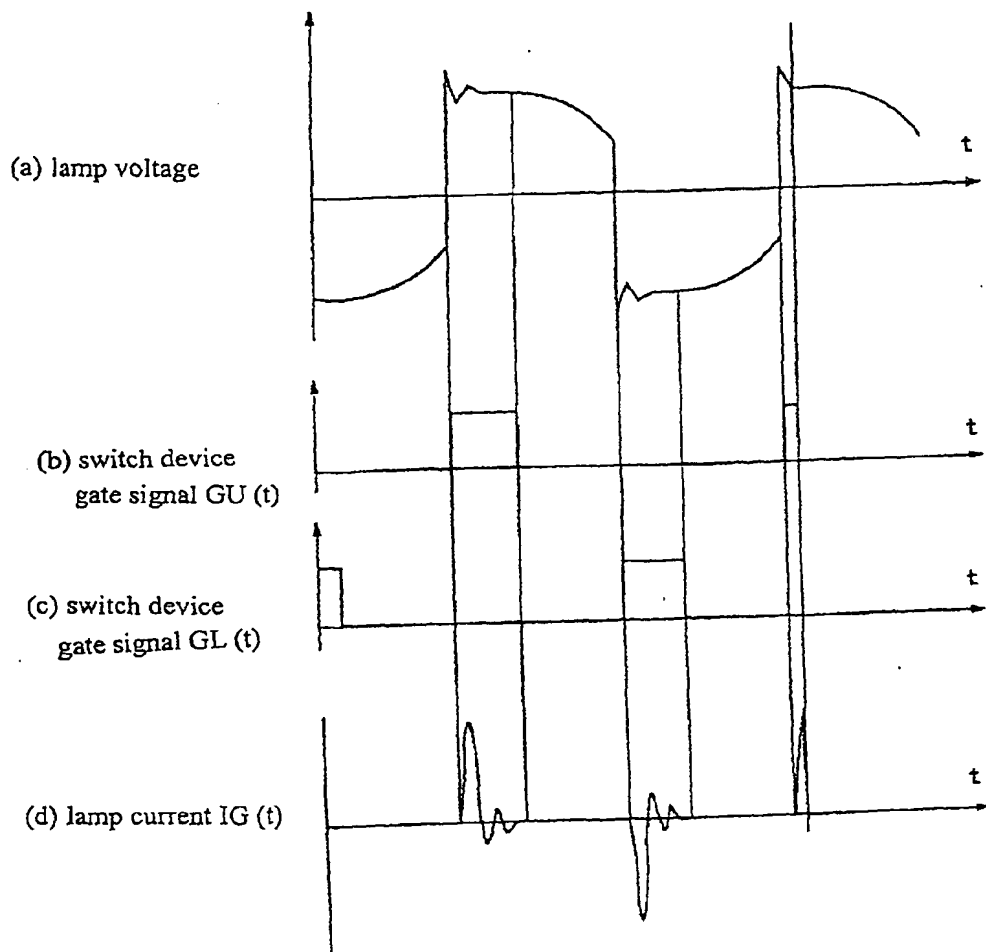 (a) lamp voltage
t
(b) switch device
gate signal GU (t)
t
(c) switch device
gate signal GL (t)
t
(d) lamp current IG (t)
t